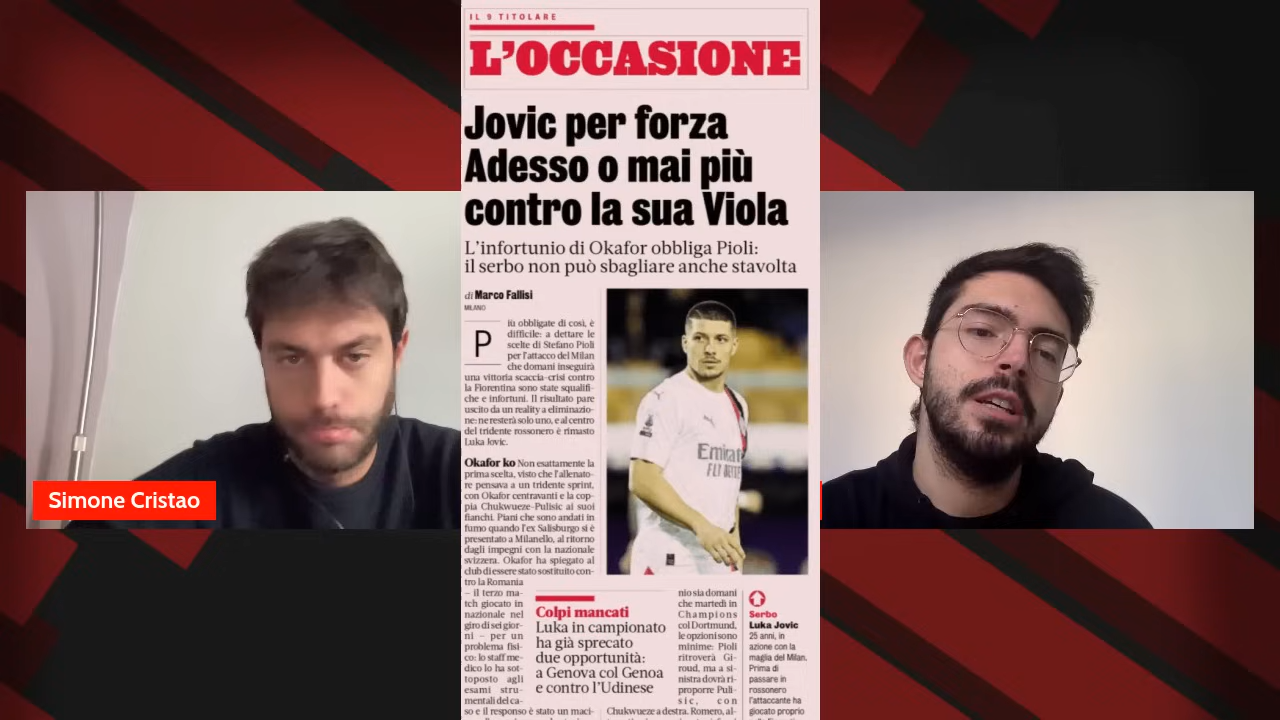 IL 9 TITOLARE
L'OCCASIONE
Jovic per forza
Adesso o mai più
contro la sua Viola
L'infortunio di Okafor obbliga Pioli:
il serbo non può sbagliare anche stavolta
di Marco Fallisi
MILANO
Più obbligate di così, è
difficile: a dettare le
scelte di Stefano Pioli
per l'attacco del Milan
che domani inseguirà
una vittoria scaccia-crisi contro
la Fiorentina sono state squalifi-
che e infortuni. Il risultato pare
uscito da un reality a eliminazio-
ne: ne resterà solo uno, e al centro
del tridente rossonero è rimasto
Luka Jovic.
Okafor ko Non esattamente la
prima scelta, visto che l'allenato-
re pensava a un tridente sprint,
con Okafor centravanti e la cop-
pia Chukwueze-Pulisic ai suoi
fianchi. Piani che sono andati in
fumo quando l'ex Salisburgo si è
presentato a Milanello, al ritorno
dagli impegni con la nazionale
svizzera. Okafor ha spiegato al
club di essere stato sostituito con-
tro la Romania
– il terzo ma-
tch giocato in
nazionale nel
giro di sei gior-
ni – per un
problema fisi-
co: lo staff me-
dico lo ha sot-
toposto agli
esami stru-
mentali del ca-
so e il responso è stato un maci-
Colpi mancati
Luka in campionato
ha già sprecato
due opportunità:
a Genova col Genoa
e contro l'Udinese
nio sia domani
che martedì in
Champions
col Dortmund,
le opzioni sono
minime: Pioli
ritroverà Gi-
roud, ma a si-
nistra dovrà ri-
proporre Puli-
sic, con
Chukwueze a destra. Romero, al-
Serbo
Luka Jovic
25 anni, in
azione con la
maglia del Milan.
Prima di
passare in
rossonero
l'attaccante ha
giocato proprio
Emirates
FLY BETTER
Simone Cristao